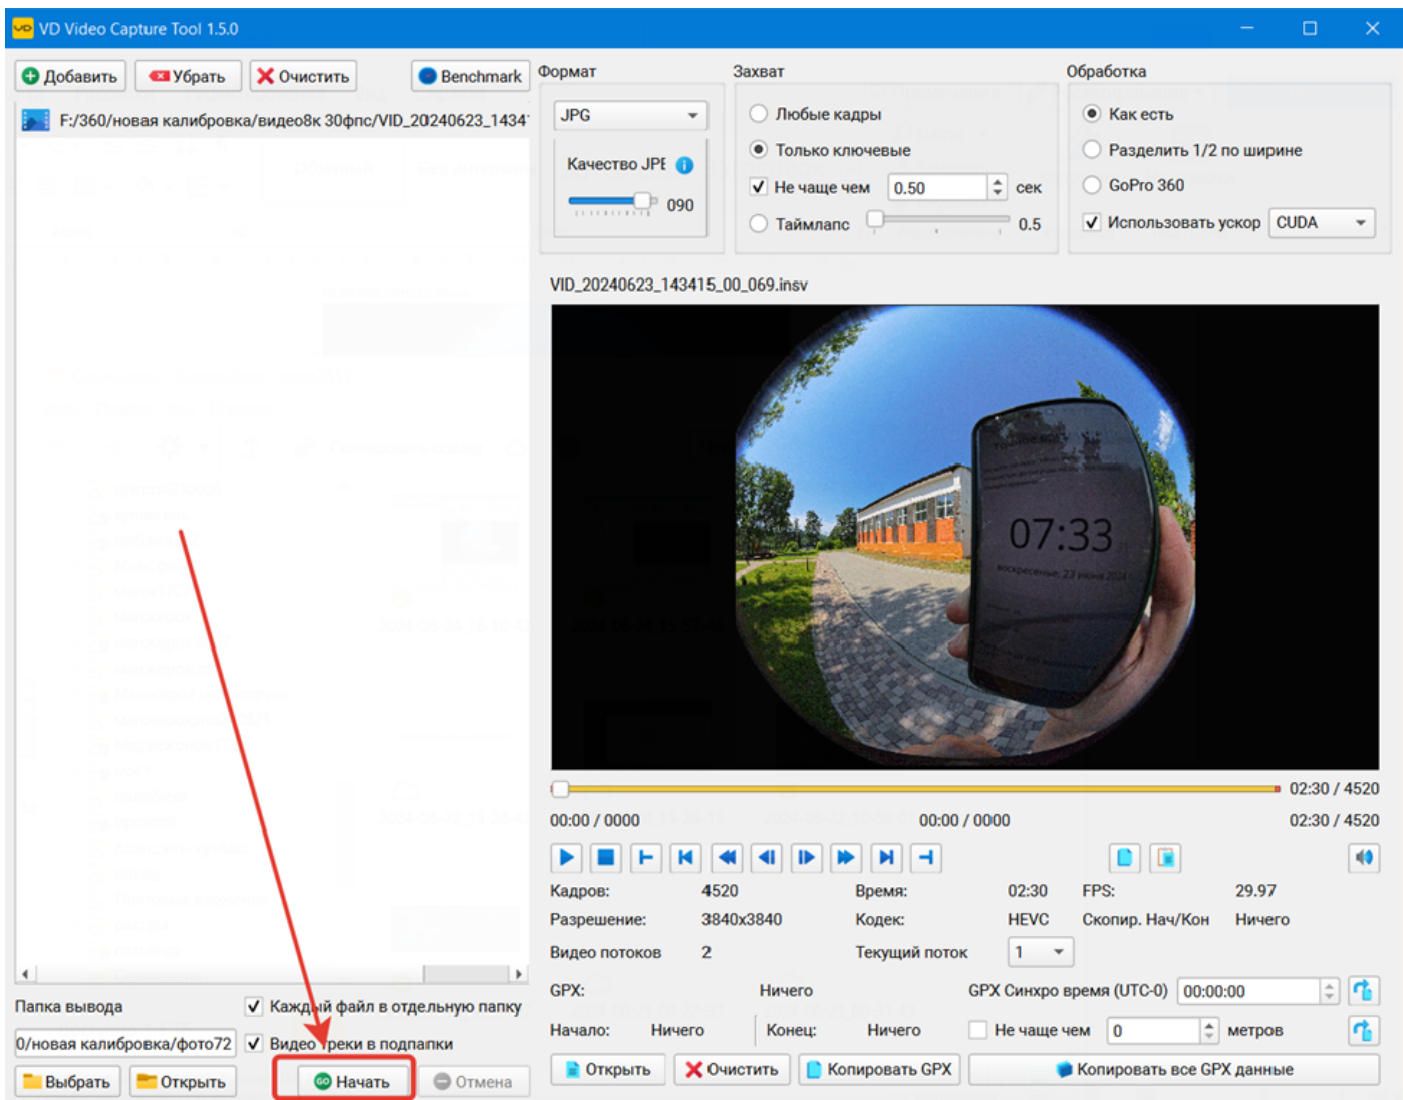 VD Video Capture Tool 1.5.0
Добавить Убрать Очистить Benchmark
F:/360/новая калибровка/видео8к 30фпс/VID_20240623_1434
Формат Захват Обработка
JPG
Качество JPE
090
Любые кадры
Только ключевые
Не чаще чем 0.50 сек
Таймлапс 0.5
Как есть
Разделить 1/2 по ширине
GoPro 360
Использовать ускор CUDA
VID_20240623_143415_00_069.insv
07:33
воскресенье, 23 июня 2024
02:30 / 4520
00:00 / 0000 00:00 / 0000 02:30 / 4520
Кадров: 4520 Время: 02:30 FPS: 29.97
Разрешение: 3840x3840 Кодек: HEVC Скопир. Нач/Кон Ничего
Видео потоков 2 Текущий поток 1
GPX: Ничего GPX Синхро время (UTC-0) 00:00:00
Начало: Ничего Конец: Ничего Не чаще чем 0 метров
Открыть Очистить Копировать GPX Копировать все GPX данные
Папка вывода Каждый файл в отдельную папку
0/новая калибровка/фото72 Видео треки в подпапки
Выбрать Открыть GO Начать Отмена